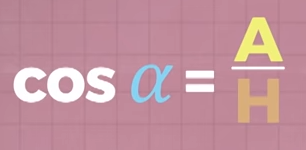 cos α = A/H